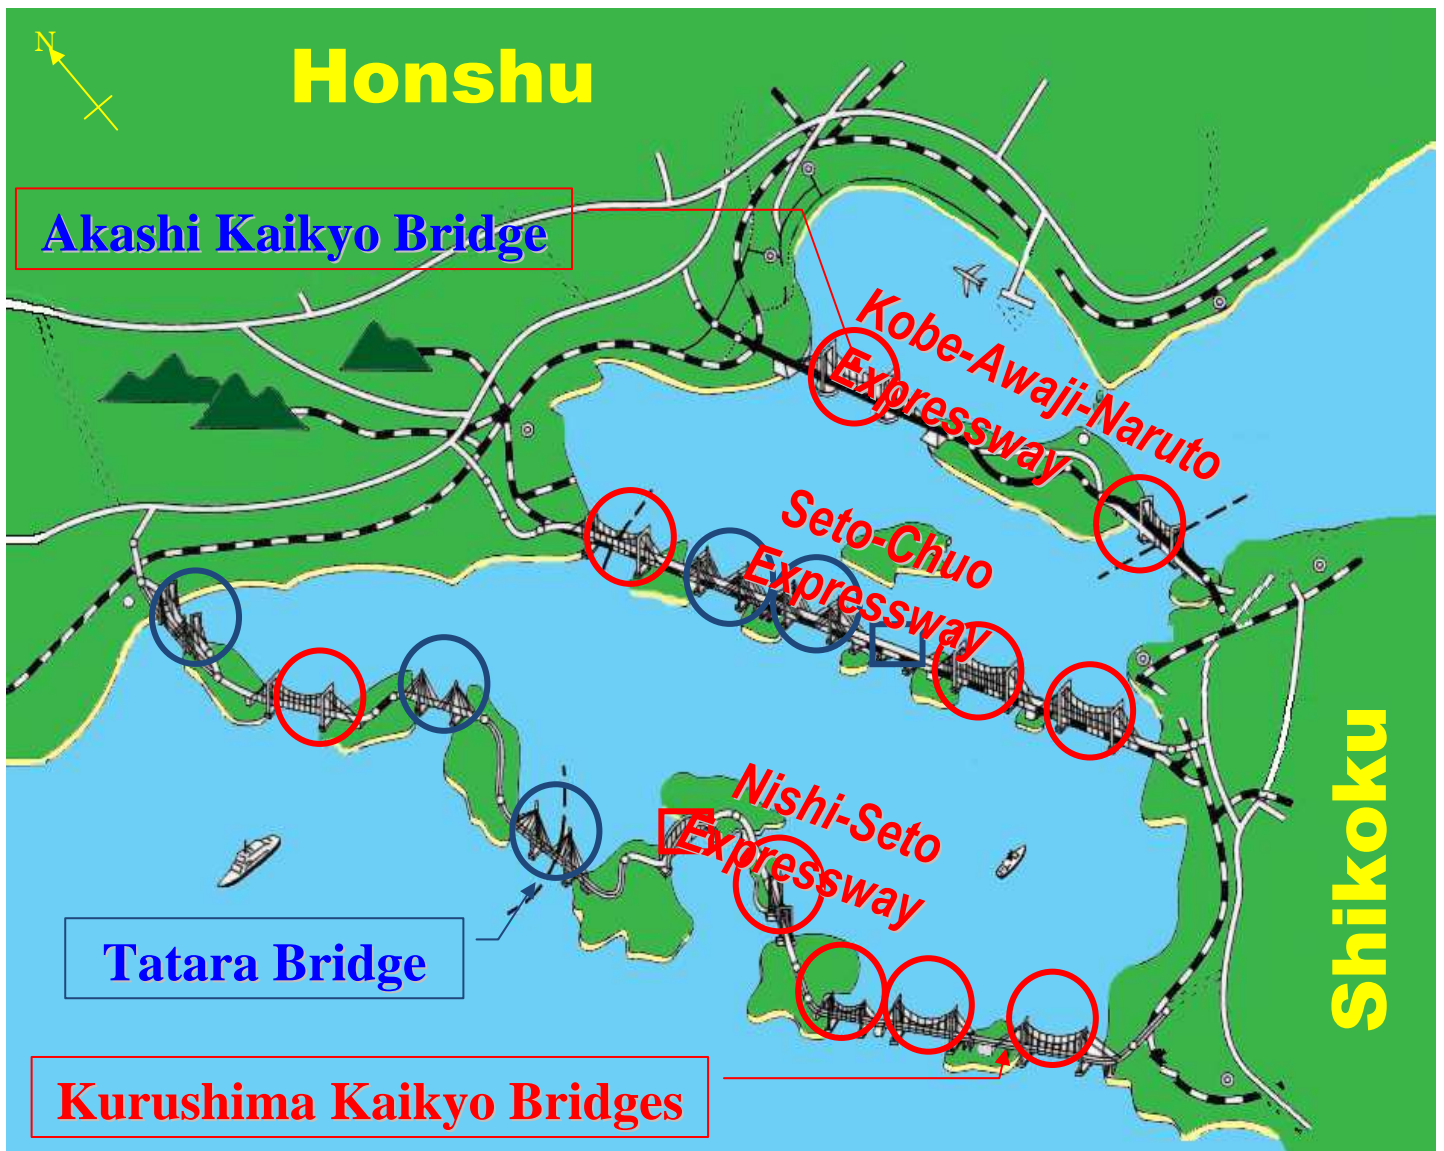 N
Honshu
Akashi Kaikyo Bridge
Kobe-Awaji-Naruto
Expressway
Seto-Chuo
Expressway
Nishi-Seto
Expressway
Shikoku
Tatara Bridge
Kurushima Kaikyo Bridges